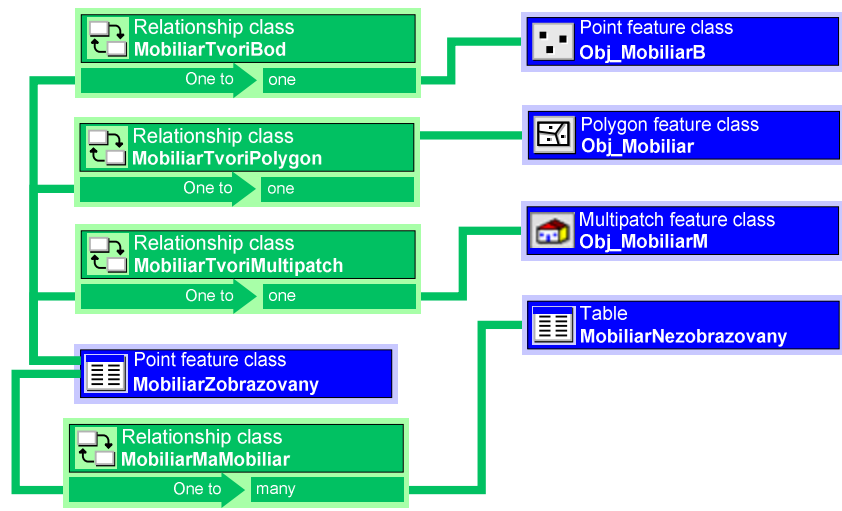 Relationship class
MobiliarTvoriBod
One to one
Point feature class
Obj_MobiliarB
Relationship class
MobiliarTvoriPolygon
One to one
Polygon feature class
Obj_Mobiliar
Relationship class
MobiliarTvoriMultipatch
One to one
Multipatch feature class
Obj_MobiliarM
Table
MobiliarNezobrazovany
Point feature class
MobiliarZobrazovany
Relationship class
MobiliarMaMobiliar
One to many